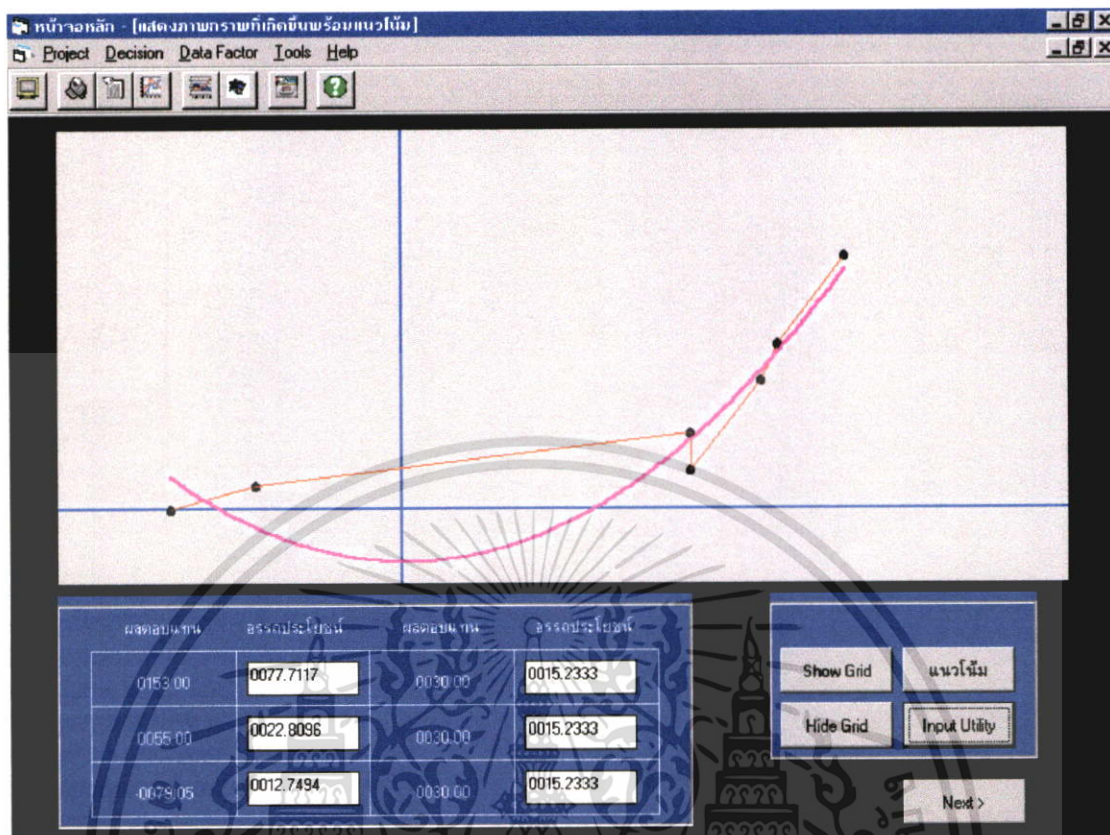 หน้าจอหลัก - [แสดงภาพกราฟที่เกิดขึ้นพร้อมแนวโน้ม]
Project Decision Data Factor Tools Help
ผลตอบแทน อรรถประโยชน์ ผลตอบแทน อรรถประโยชน์
0153.00 0077.7117 0030.00 0015.2333
0055.00 0022.8096 0030.00 0015.2333
-0079.05 0012.7494 0030.00 0015.2333
Show Grid แนวโน้ม
Hide Grid Input Utility
Next >